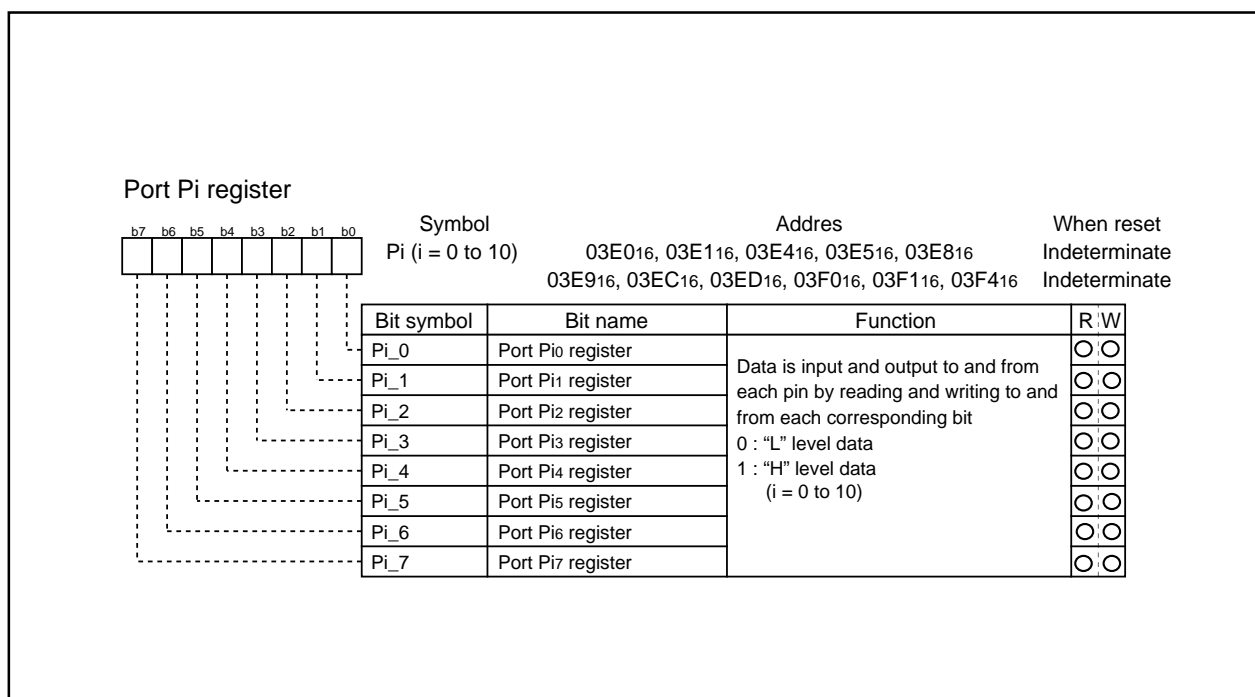 Port Pi register
b7 b6 b5 b4 b3 b2 b1 b0
Symbol Addres When reset
Pi (i = 0 to 10) 03E016, 03E116, 03E416, 03E516, 03E816 Indeterminate
03E916, 03EC16, 03ED16, 03F016, 03F116, 03F416 Indeterminate
Bit symbol Bit name Function R W
Pi_0 Port Pi0 register
Pi_1 Port Pi1 register
Pi_2 Port Pi2 register
Pi_3 Port Pi3 register
Pi_4 Port Pi4 register
Pi_5 Port Pi5 register
Pi_6 Port Pi6 register
Pi_7 Port Pi7 register
Data is input and output to and from
each pin by reading and writing to and
from each corresponding bit
0 : “L” level data
1 : “H” level data
(i = 0 to 10)